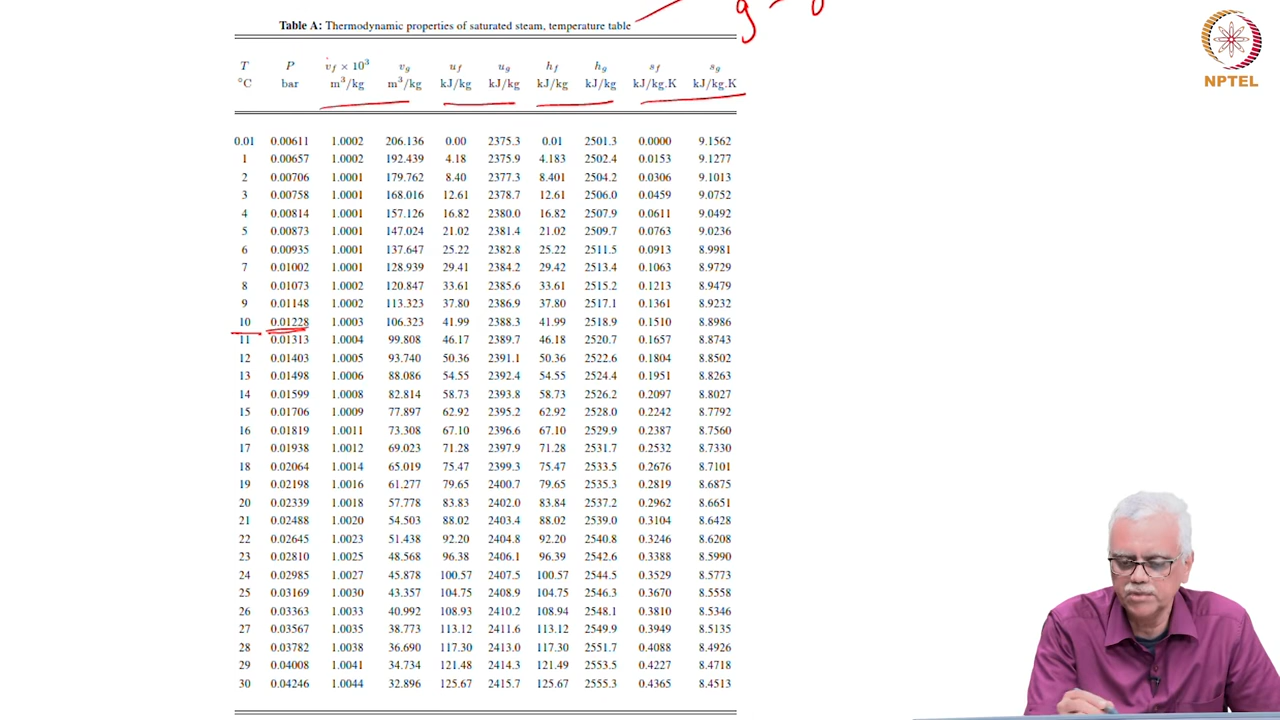 g
Table A: Thermodynamic properties of saturated steam, temperature table
NPTEL
T P vf × 10³ vg uf ug hf hg sf sg
°C bar m³/kg m³/kg kJ/kg kJ/kg kJ/kg kJ/kg kJ/kg.K kJ/kg.K
0.01 0.00611 1.0002 206.136 0.00 2375.3 0.01 2501.3 0.0000 9.1562
1 0.00657 1.0002 192.439 4.18 2375.9 4.183 2502.4 0.0153 9.1277
2 0.00706 1.0001 179.762 8.40 2377.3 8.401 2504.2 0.0306 9.1013
3 0.00758 1.0001 168.016 12.61 2378.7 12.61 2506.0 0.0459 9.0752
4 0.00814 1.0001 157.126 16.82 2380.0 16.82 2507.9 0.0611 9.0492
5 0.00873 1.0001 147.024 21.02 2381.4 21.02 2509.7 0.0763 9.0236
6 0.00935 1.0001 137.647 25.22 2382.8 25.22 2511.5 0.0913 8.9981
7 0.01002 1.0001 128.939 29.41 2384.2 29.42 2513.4 0.1063 8.9729
8 0.01073 1.0002 120.847 33.61 2385.6 33.61 2515.2 0.1213 8.9479
9 0.01148 1.0002 113.323 37.80 2386.9 37.80 2517.1 0.1361 8.9232
10 0.01228 1.0003 106.323 41.99 2388.3 41.99 2518.9 0.1510 8.8986
11 0.01313 1.0004 99.808 46.17 2389.7 46.18 2520.7 0.1657 8.8743
12 0.01403 1.0005 93.740 50.36 2391.1 50.36 2522.6 0.1804 8.8502
13 0.01498 1.0006 88.086 54.55 2392.4 54.55 2524.4 0.1951 8.8263
14 0.01599 1.0008 82.814 58.73 2393.8 58.73 2526.2 0.2097 8.8027
15 0.01706 1.0009 77.897 62.92 2395.2 62.92 2528.0 0.2242 8.7792
16 0.01819 1.0011 73.308 67.10 2396.6 67.10 2529.9 0.2387 8.7560
17 0.01938 1.0012 69.023 71.28 2397.9 71.28 2531.7 0.2532 8.7330
18 0.02064 1.0014 65.019 75.47 2399.3 75.47 2533.5 0.2676 8.7101
19 0.02198 1.0016 61.277 79.65 2400.7 79.65 2535.3 0.2819 8.6875
20 0.02339 1.0018 57.778 83.83 2402.0 83.84 2537.2 0.2962 8.6651
21 0.02488 1.0020 54.503 88.02 2403.4 88.02 2539.0 0.3104 8.6428
22 0.02645 1.0023 51.438 92.20 2404.8 92.20 2540.8 0.3246 8.6208
23 0.02810 1.0025 48.568 96.38 2406.1 96.39 2542.6 0.3388 8.5990
24 0.02985 1.0027 45.878 100.57 2407.5 100.57 2544.5 0.3529 8.5773
25 0.03169 1.0030 43.357 104.75 2408.9 104.75 2546.3 0.3670 8.5558
26 0.03363 1.0033 40.992 108.93 2410.2 108.94 2548.1 0.3810 8.5346
27 0.03567 1.0035 38.773 113.12 2411.6 113.12 2549.9 0.3949 8.5135
28 0.03782 1.0038 36.690 117.30 2413.0 117.30 2551.7 0.4088 8.4926
29 0.04008 1.0041 34.734 121.48 2414.3 121.49 2553.5 0.4227 8.4718
30 0.04246 1.0044 32.896 125.67 2415.7 125.67 2555.3 0.4365 8.4513